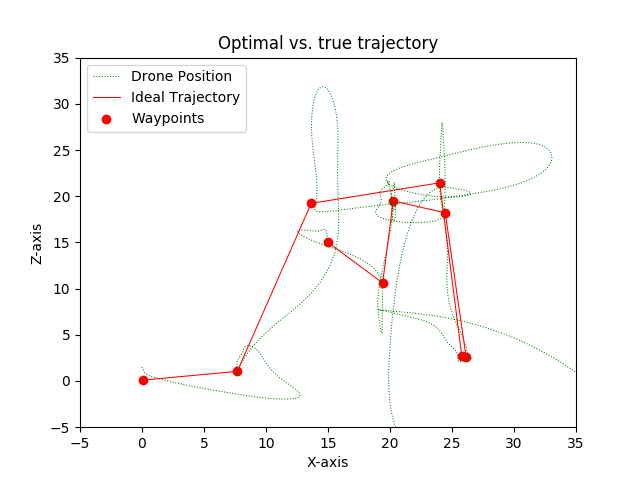 Optimal vs. true trajectory
Drone Position
Ideal Trajectory
Waypoints
35
30
25
20
15
10
5
0
−5
Z-axis
−5 0 5 10 15 20 25 30 35
X-axis